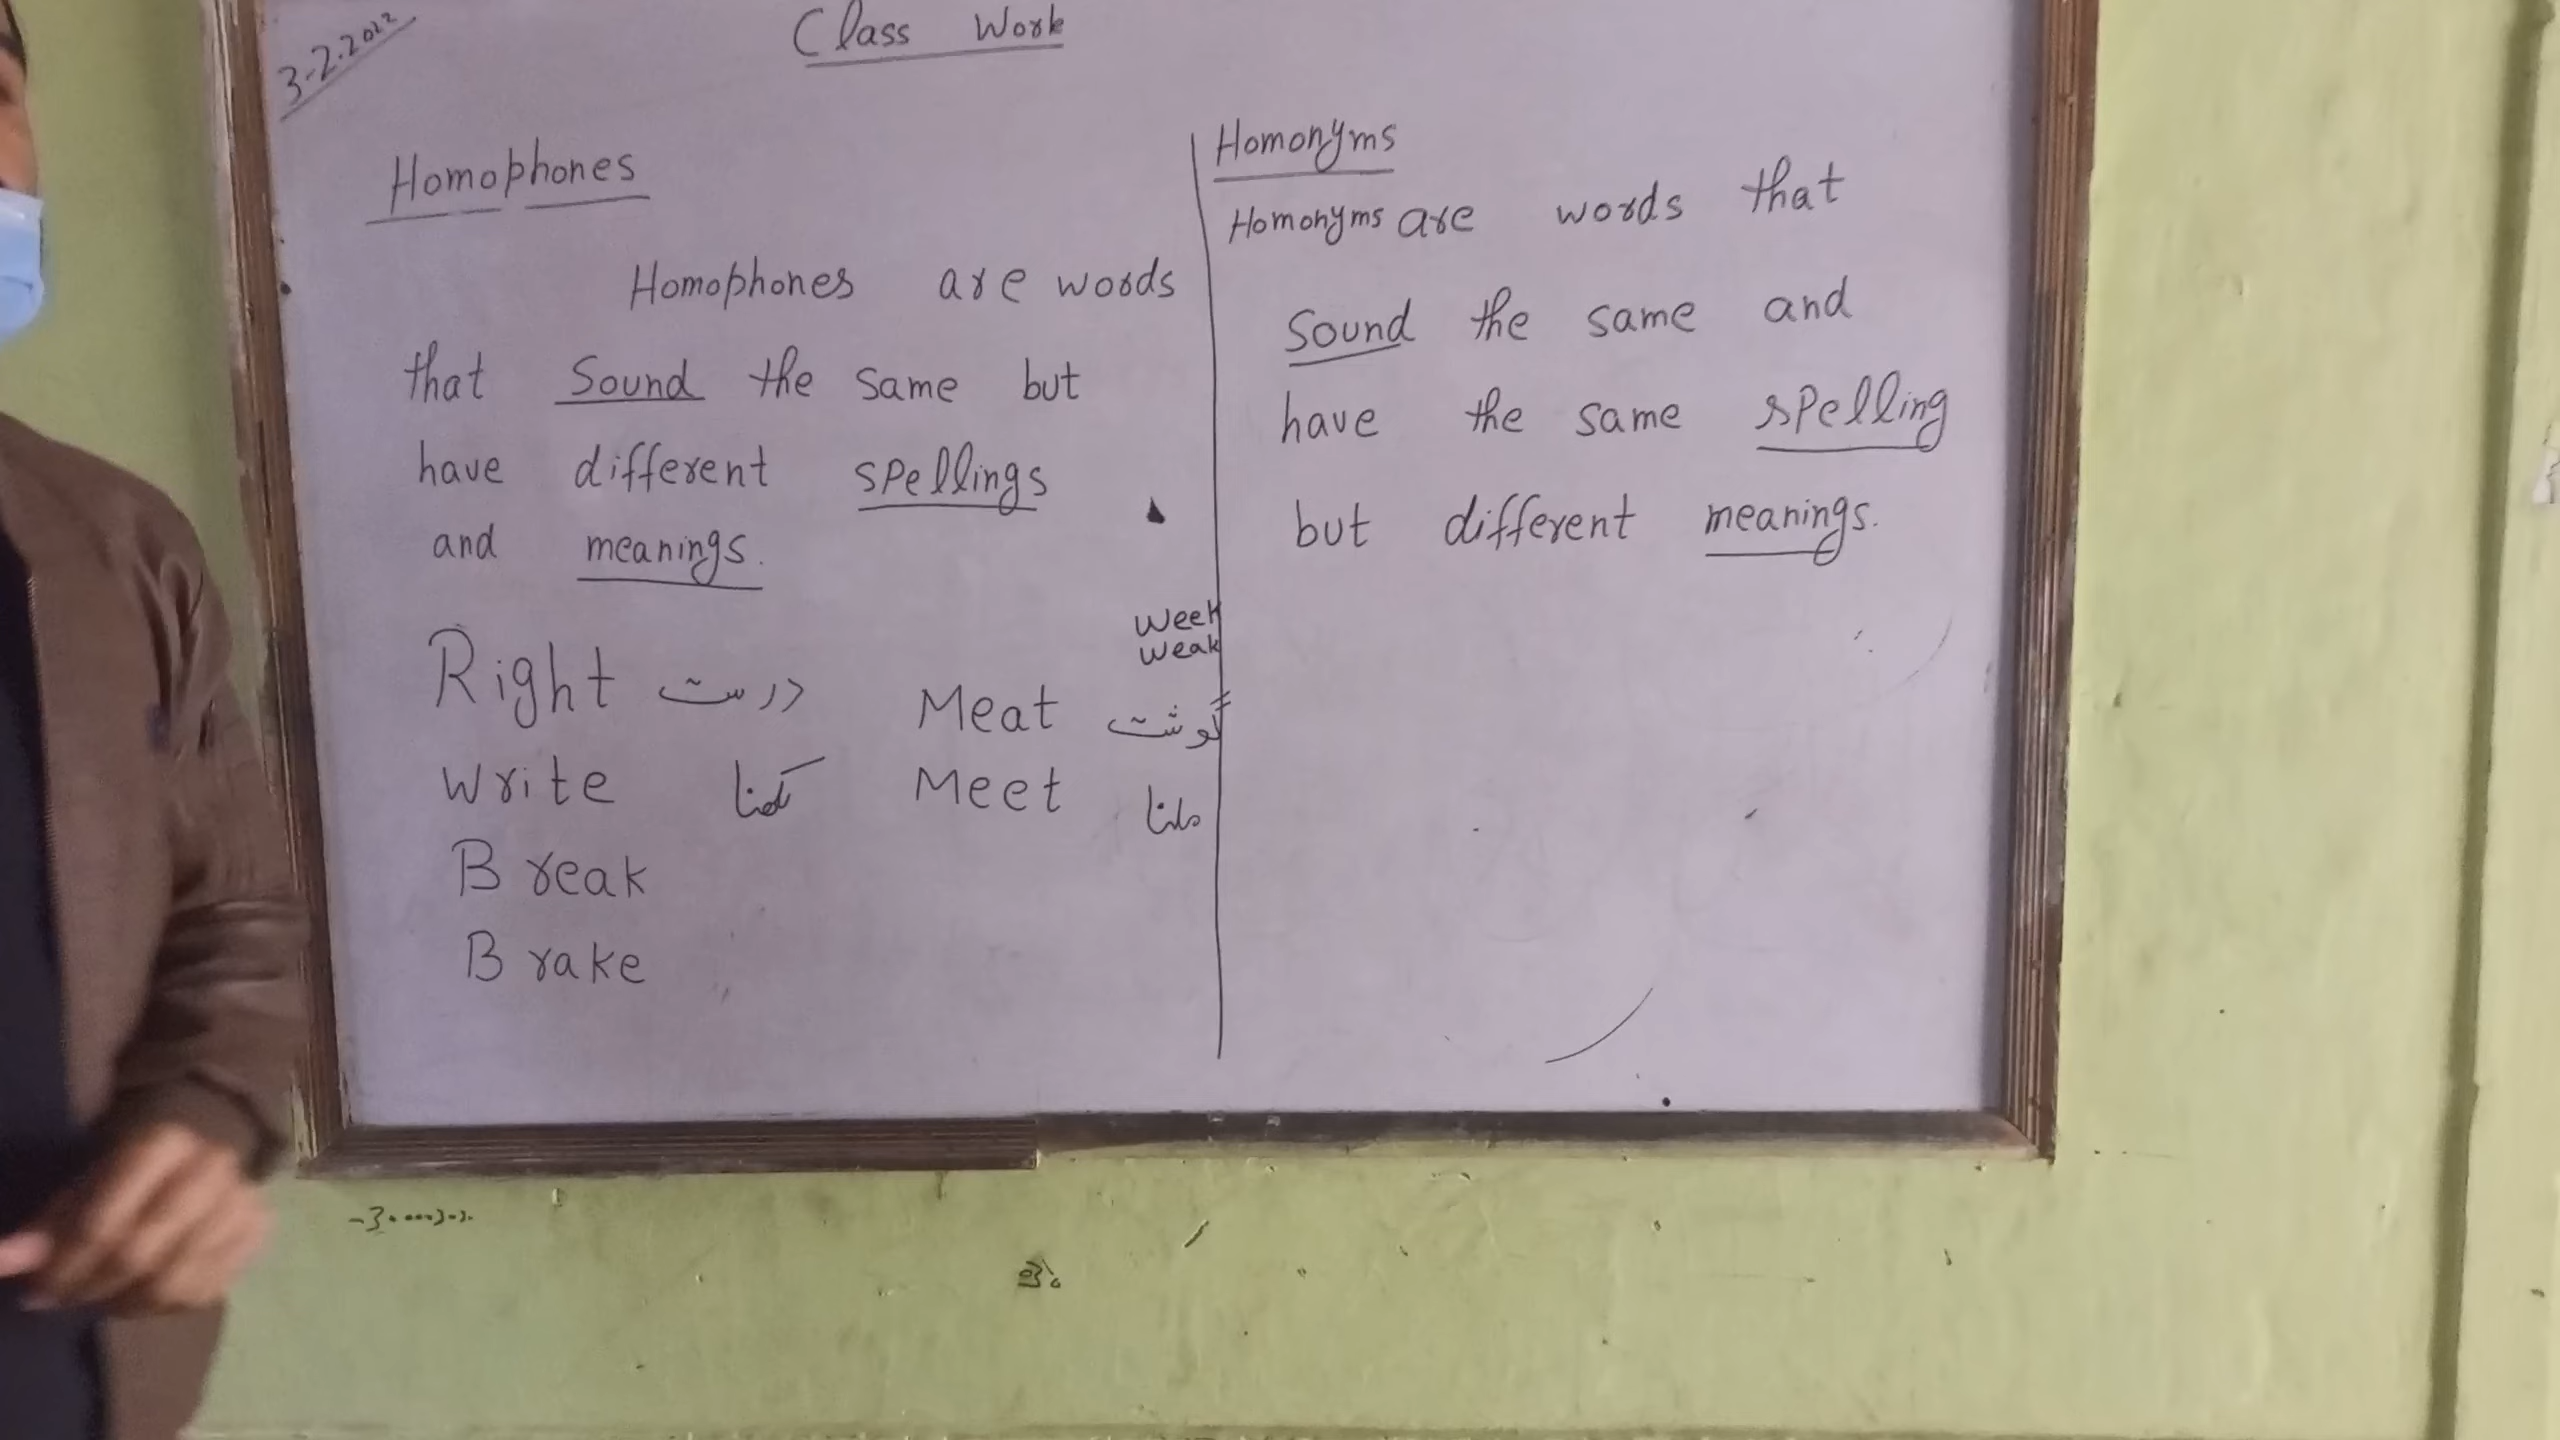 3-2.2022
Class Work
Homophones
Homophones are words
that Sound the same but
have different spellings
and meanings.
Week
Weak
Right درست Meat گوشت
Write لکھنا Meet ملنا
Break
Brake
Homonyms
Homonyms are words that
Sound the same and
have the same spelling
but different meanings.